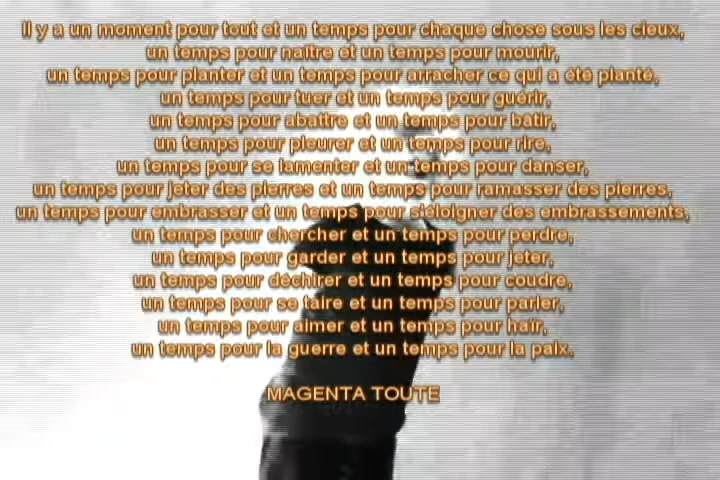 Il y a un moment pour tout et un temps pour chaque chose sous les cieux,
un temps pour naître et un temps pour mourir,
un temps pour planter et un temps pour arracher ce qui a été planté,
un temps pour tuer et un temps pour guérir,
un temps pour abattre et un temps pour bâtir,
un temps pour pleurer et un temps pour rire,
un temps pour se lamenter et un temps pour danser,
un temps pour jeter des pierres et un temps pour ramasser des pierres,
un temps pour embrasser et un temps pour s'éloigner des embrassements,
un temps pour chercher et un temps pour perdre,
un temps pour garder et un temps pour jeter,
un temps pour déchirer et un temps pour coudre,
un temps pour se taire et un temps pour parler,
un temps pour aimer et un temps pour haïr,
un temps pour la guerre et un temps pour la paix.
MAGENTA TOUTE